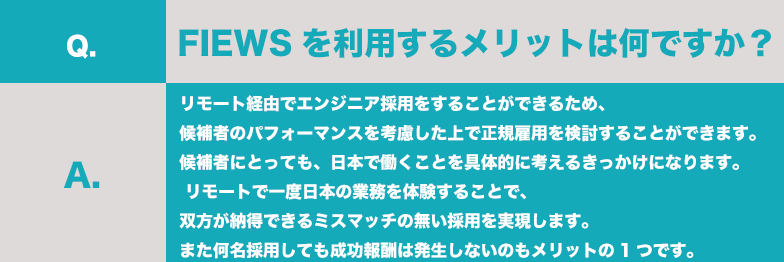 Q.
FIEWS を利用するメリットは何ですか？
A.
リモート経由でエンジニア採用をすることができるため、
候補者のパフォーマンスを考慮した上で正規雇用を検討することができます。
候補者にとっても、日本で働くことを具体的に考えるきっかけになります。
リモートで一度日本の業務を体験することで、
双方が納得できるミスマッチの無い採用を実現します。
また何名採用しても成功報酬は発生しないのもメリットの 1 つです。